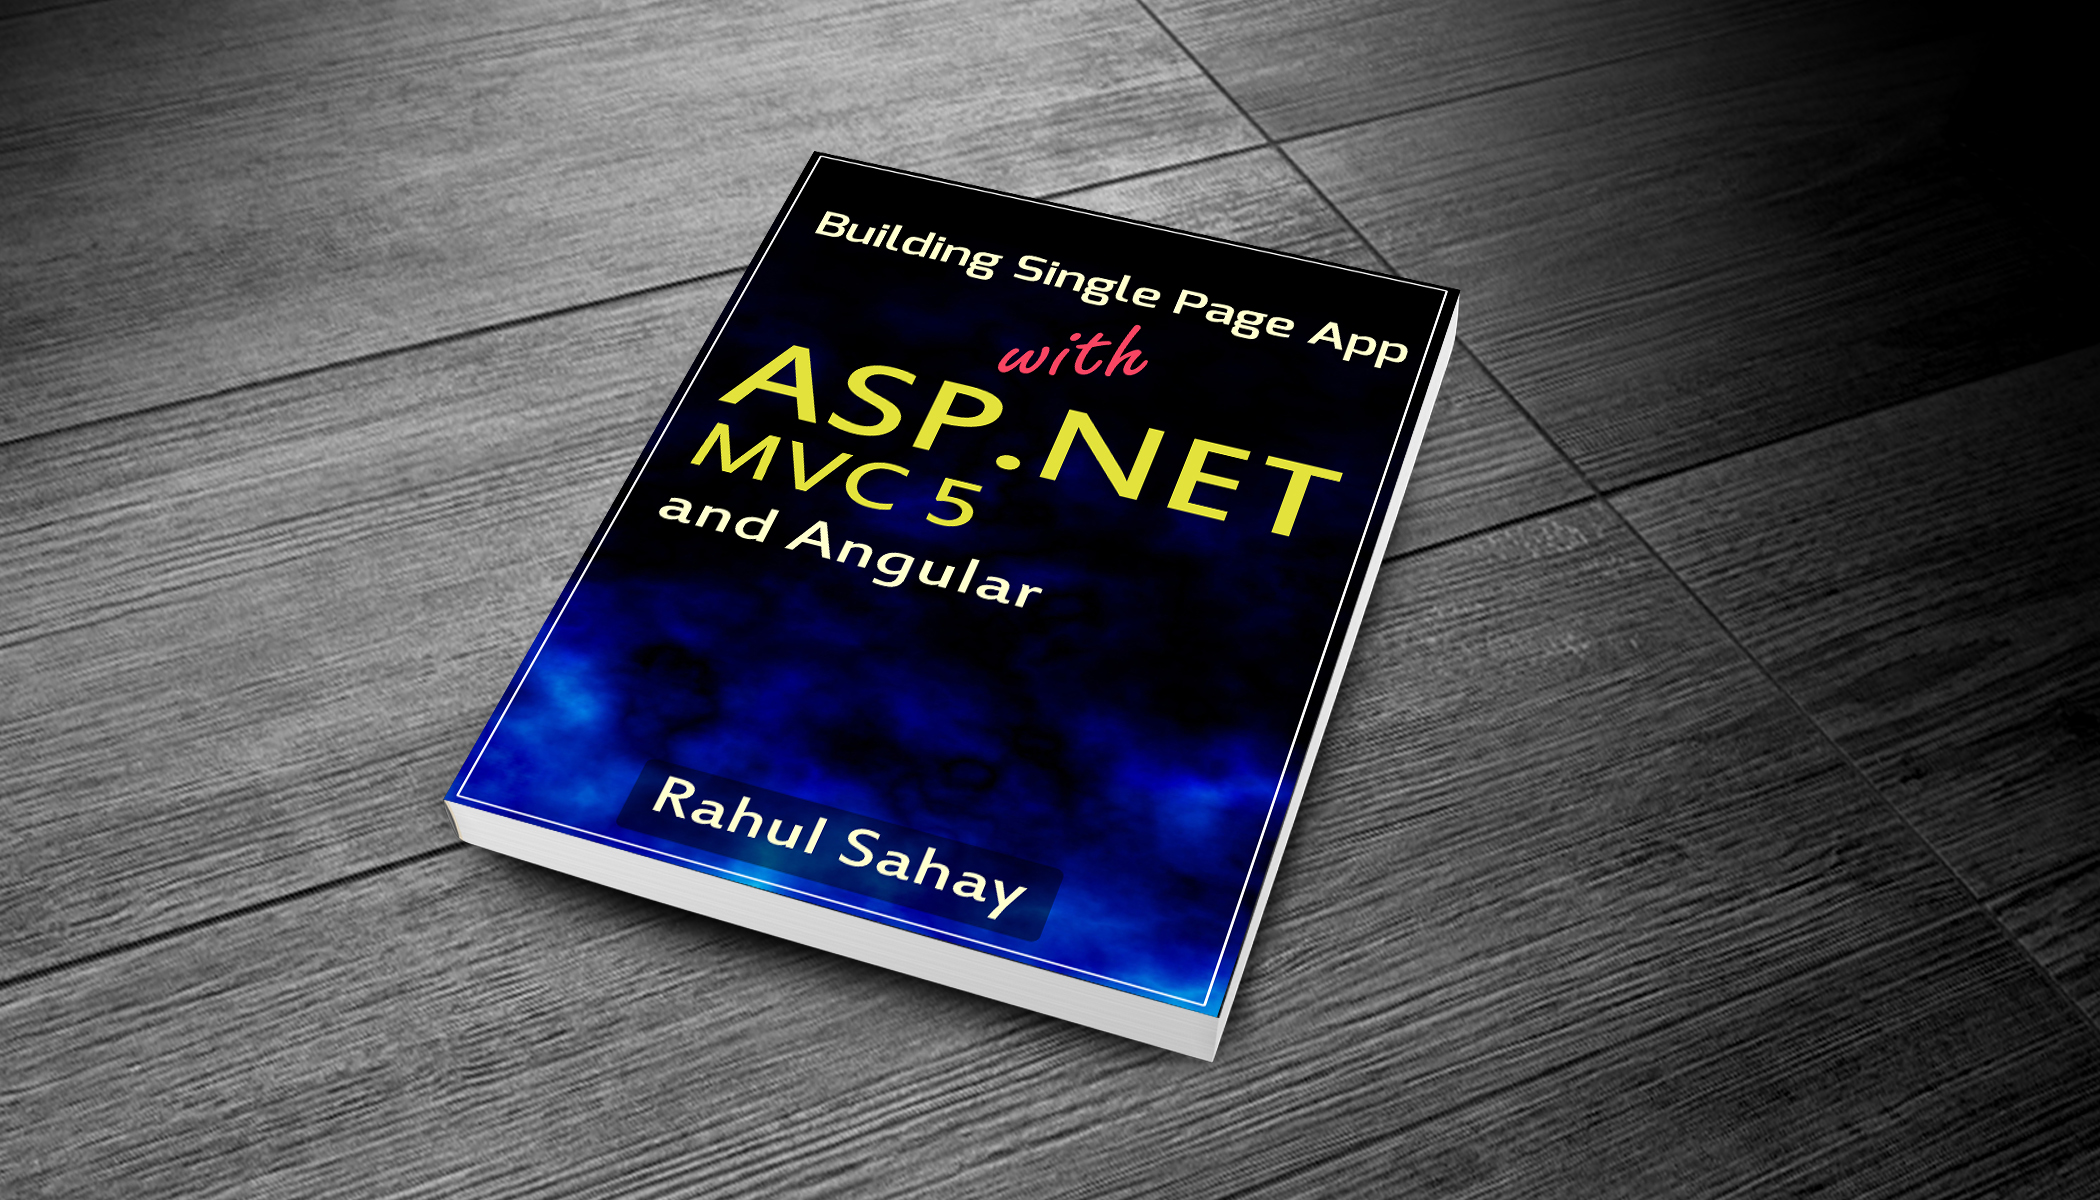 Building Single Page App
with
ASP.NET
MVC 5
and Angular
Rahul Sahay